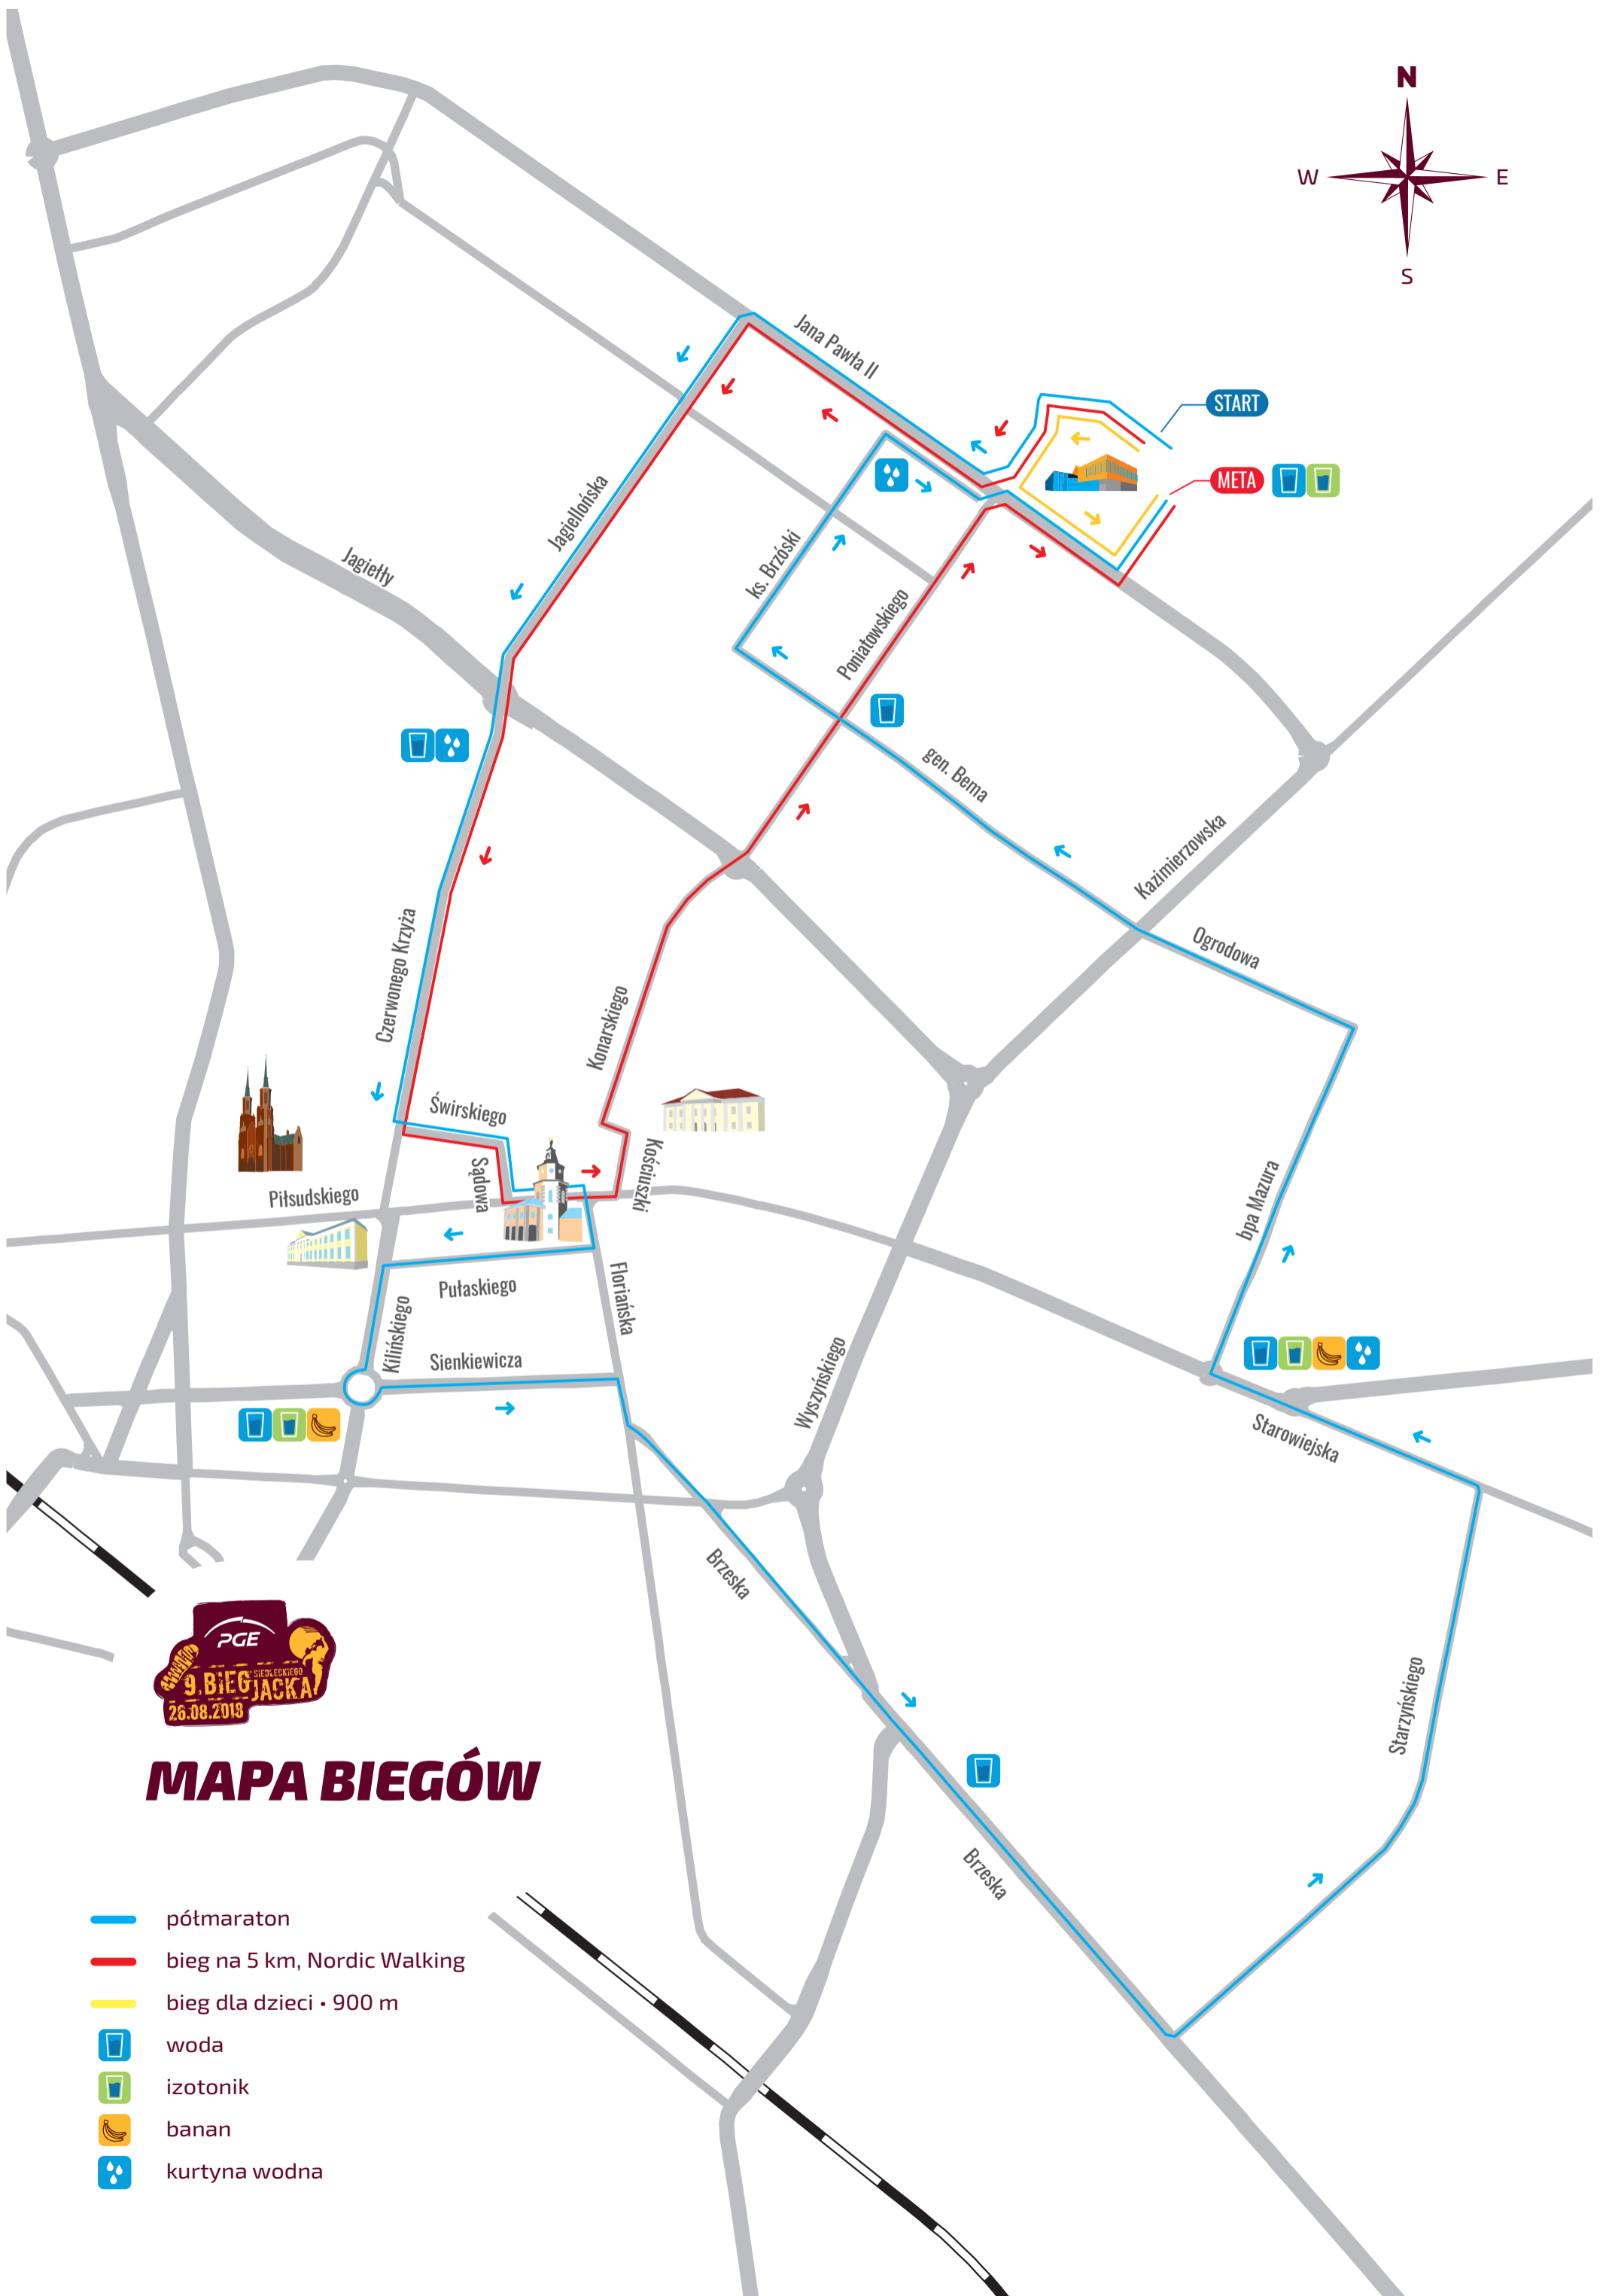 N
W
E
S
Jana Pawła II
START
META
Jagiellońska
Jagiełły
ks. Brzóski
Poniatowskiego
gen. Bema
Kazimierzowska
Ogrodowa
Czerwonego Krzyża
Konarskiego
Świrskiego
Sądowa
Kościuszki
Piłsudskiego
bpa Mazura
Pułaskiego
Floriańska
Kilińskiego
Sienkiewicza
Wyszyńskiego
Starowiejska
Brzeska
Starzyńskiego
Brzeska
PGE
9. BIEG SIEDLECKIEGO
JACKA
26.08.2018
MAPA BIEGÓW
półmaraton
bieg na 5 km, Nordic Walking
bieg dla dzieci • 900 m
woda
izotonik
banan
kurtyna wodna